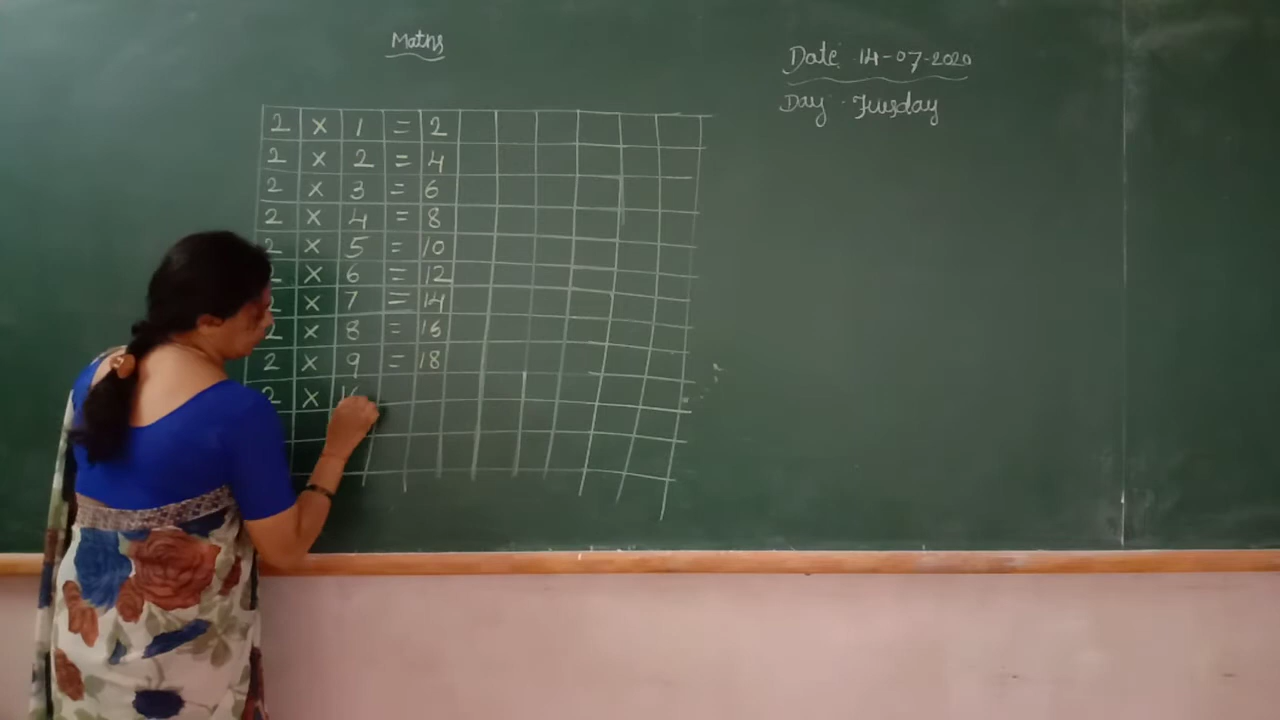 Maths
Date 14-07-2020
Day Tuesday
2 × 1 = 2
2 × 2 = 4
2 × 3 = 6
2 × 4 = 8
2 × 5 = 10
2 × 6 = 12
2 × 7 = 14
2 × 8 = 16
2 × 9 = 18
2 ×